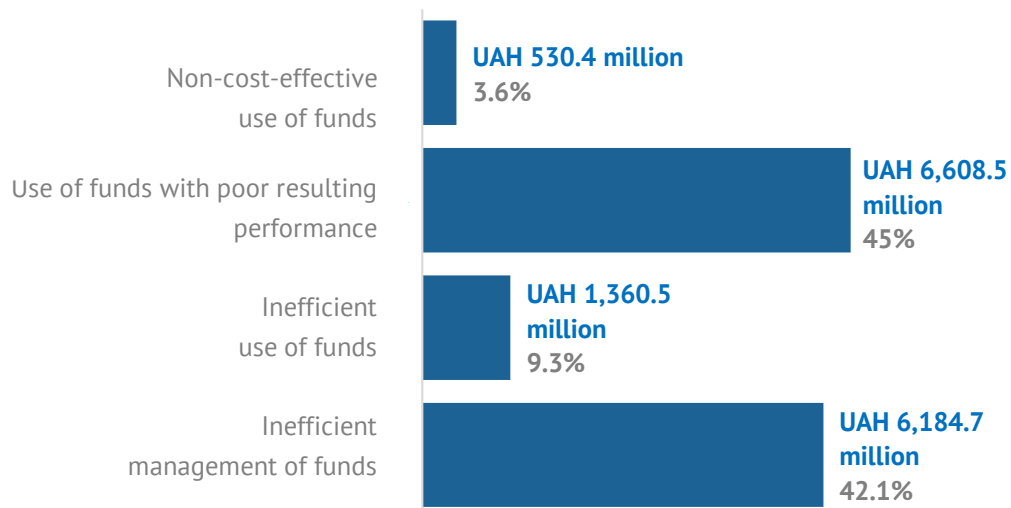 Non-cost-effective
use of funds
UAH 530.4 million
3.6%
Use of funds with poor resulting
performance
UAH 6,608.5
million
45%
Inefficient
use of funds
UAH 1,360.5
million
9.3%
Inefficient
management of funds
UAH 6,184.7
million
42.1%